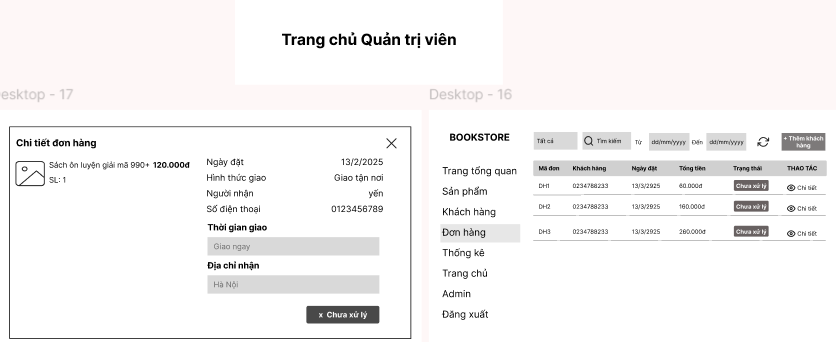 Trang chủ Quản trị viên
esktop - 17
Chi tiết đơn hàng
Sách ôn luyện giải mã 990+ 120.000đ
SL: 1
Ngày đặt 13/2/2025
Hình thức giao Giao tận nơi
Người nhận yến
Số điện thoại 0123456789
Thời gian giao
Giao ngay
Địa chỉ nhận
Hà Nội
x Chưa xử lý
Desktop - 16
BOOKSTORE
Trang tổng quan
Sản phẩm
Khách hàng
Đơn hàng
Thống kê
Trang chủ
Admin
Đăng xuất
Tất cả Tìm kiếm Từ dd/mm/yyyy Đến dd/mm/yyyy
+ Thêm khách
hàng
Mã đơn Khách hàng Ngày đặt Tổng tiền Trạng thái THAO TÁC
DH1 0234788233 13/3/2925 60.000đ Chưa xử lý Chi tiết
DH2 0234788233 13/3/2925 160.000đ Chưa xử lý Chi tiết
DH3 0234788233 13/3/2925 260.000đ Chưa xử lý Chi tiết